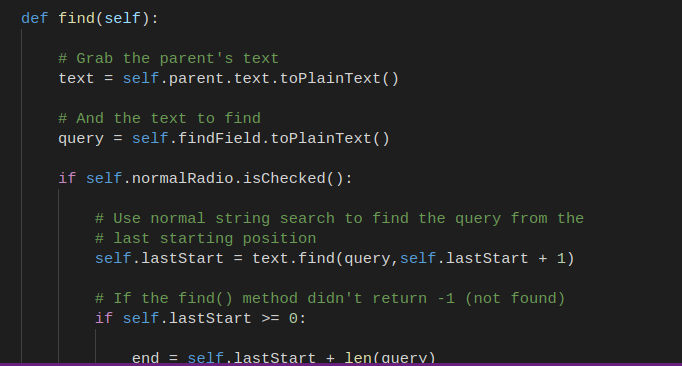 def find(self):
# Grab the parent's text
text = self.parent.text.toPlainText()
# And the text to find
query = self.findField.toPlainText()
if self.normalRadio.isChecked():
# Use normal string search to find the query from the
# last starting position
self.lastStart = text.find(query,self.lastStart + 1)
# If the find() method didn't return -1 (not found)
if self.lastStart >= 0:
end = self.lastStart + len(query)